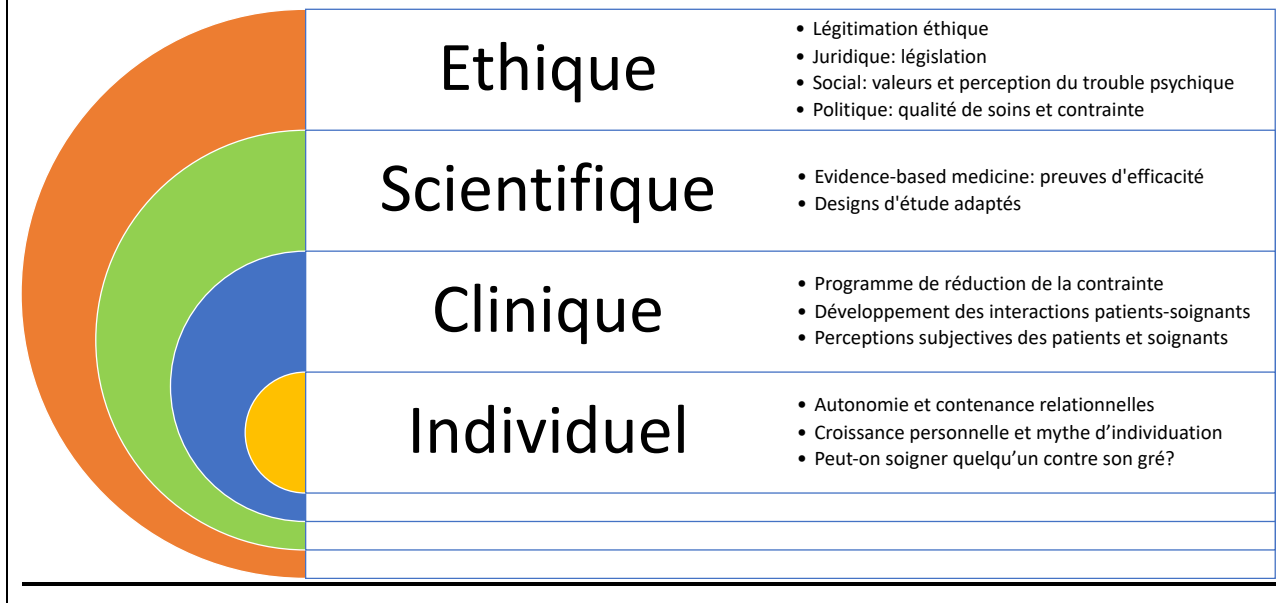 Ethique
• Légitimation éthique
• Juridique: législation
• Social: valeurs et perception du trouble psychique
• Politique: qualité de soins et contrainte
Scientifique
• Evidence-based medicine: preuves d'efficacité
• Designs d'étude adaptés
Clinique
• Programme de réduction de la contrainte
• Développement des interactions patients-soignants
• Perceptions subjectives des patients et soignants
Individuel
• Autonomie et contenance relationnelles
• Croissance personnelle et mythe d’individuation
• Peut-on soigner quelqu’un contre son gré?